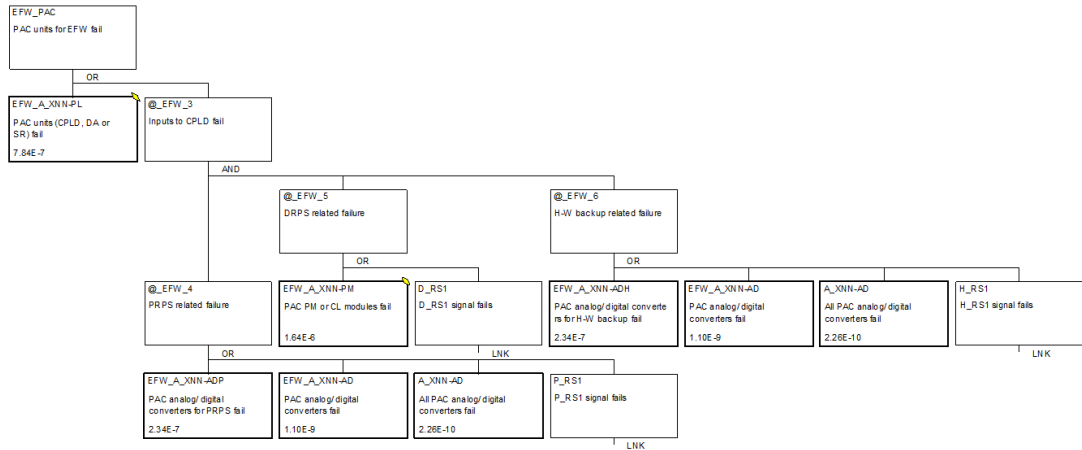 EFW_PAC
PAC units for EFW fail
OR
EFW_A_XNN-PL
PAC units (CPLD, DA or
SR) fail
7.84E-7
@_EFW_3
Inputs to CPLD fail
AND
@_EFW_5
DRPS related failure
@_EFW_6
H-W backup related failure
OR
OR
@_EFW_4
PRPS related failure
EFW_A_XNN-PM
PAC PM or CL modules fail
1.64E-6
D_RS1
D_RS1 signal fails
EFW_A_XNN-ADH
PAC analog/digital converte
rs for H-W backup fail
2.34E-7
EFW_A_XNN-AD
PAC analog/digital
converters fail
1.10E-9
A_XNN-AD
All PAC analog/digital
converters fail
2.26E-10
H_RS1
H_RS1 signal fails
OR
LNK
LNK
EFW_A_XNN-ADP
PAC analog/digital
converters for PRPS fail
2.34E-7
EFW_A_XNN-AD
PAC analog/digital
converters fail
1.10E-9
A_XNN-AD
All PAC analog/digital
converters fail
2.26E-10
P_RS1
P_RS1 signal fails
LNK